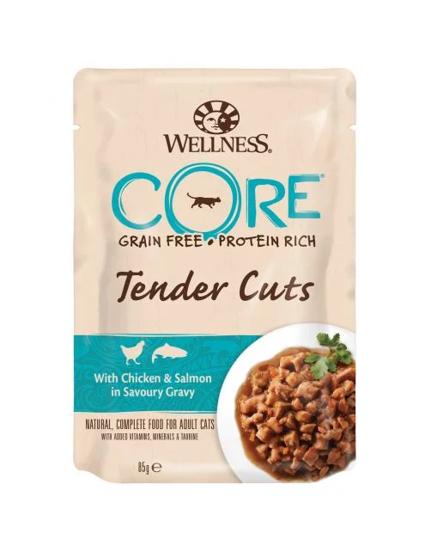 WELLNESS®
CORE®
GRAIN FREE • PROTEIN RICH
Tender Cuts
With Chicken & Salmon
in Savoury Gravy
NATURAL, COMPLETE FOOD FOR ADULT CATS
WITH ADDED VITAMINS, MINERALS & TAURINE
85g ℮